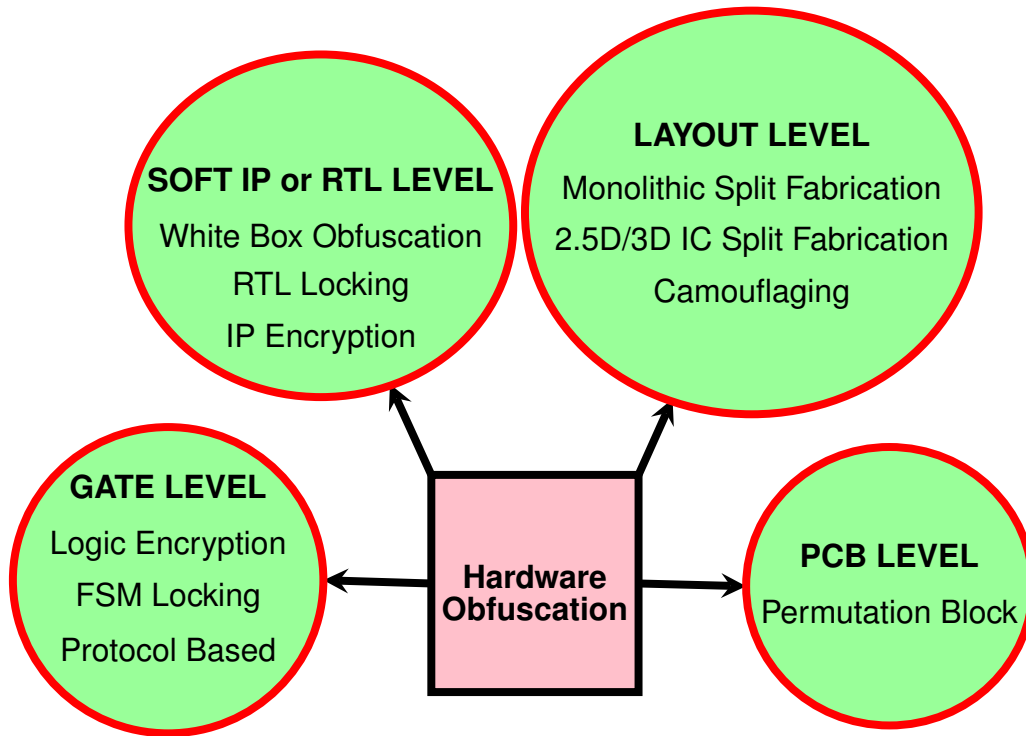 SOFT IP or RTL LEVEL
White Box Obfuscation
RTL Locking
IP Encryption
LAYOUT LEVEL
Monolithic Split Fabrication
2.5D/3D IC Split Fabrication
Camouflaging
GATE LEVEL
Logic Encryption
FSM Locking
Protocol Based
Hardware
Obfuscation
PCB LEVEL
Permutation Block